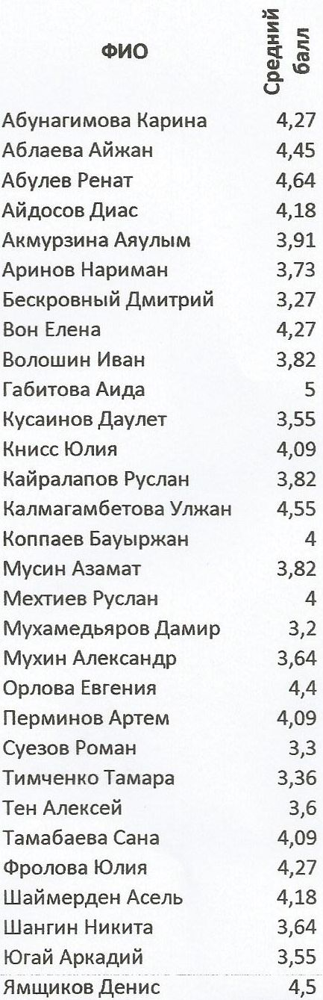 ФИО
Средний
балл
Абунагимова Карина 4,27
Аблаева Айжан 4,45
Абулев Ренат 4,64
Айдосов Диас 4,18
Акмурзина Аяулым 3,91
Аринов Нариман 3,73
Бескровный Дмитрий 3,27
Вон Елена 4,27
Волошин Иван 3,82
Габитова Аида 5
Кусаинов Даулет 3,55
Книсс Юлия 4,09
Кайралапов Руслан 3,82
Калмагамбетова Улжан 4,55
Коппаев Бауыржан 4
Мусин Азамат 3,82
Мехтиев Руслан 4
Мухамедьяров Дамир 3,2
Мухин Александр 3,64
Орлова Евгения 4,4
Перминов Артем 4,09
Суезов Роман 3,3
Тимченко Тамара 3,36
Тен Алексей 3,6
Тамабаева Сана 4,09
Фролова Юлия 4,27
Шаймерден Асель 4,18
Шангин Никита 3,64
Югай Аркадий 3,55
Ямщиков Денис 4,5